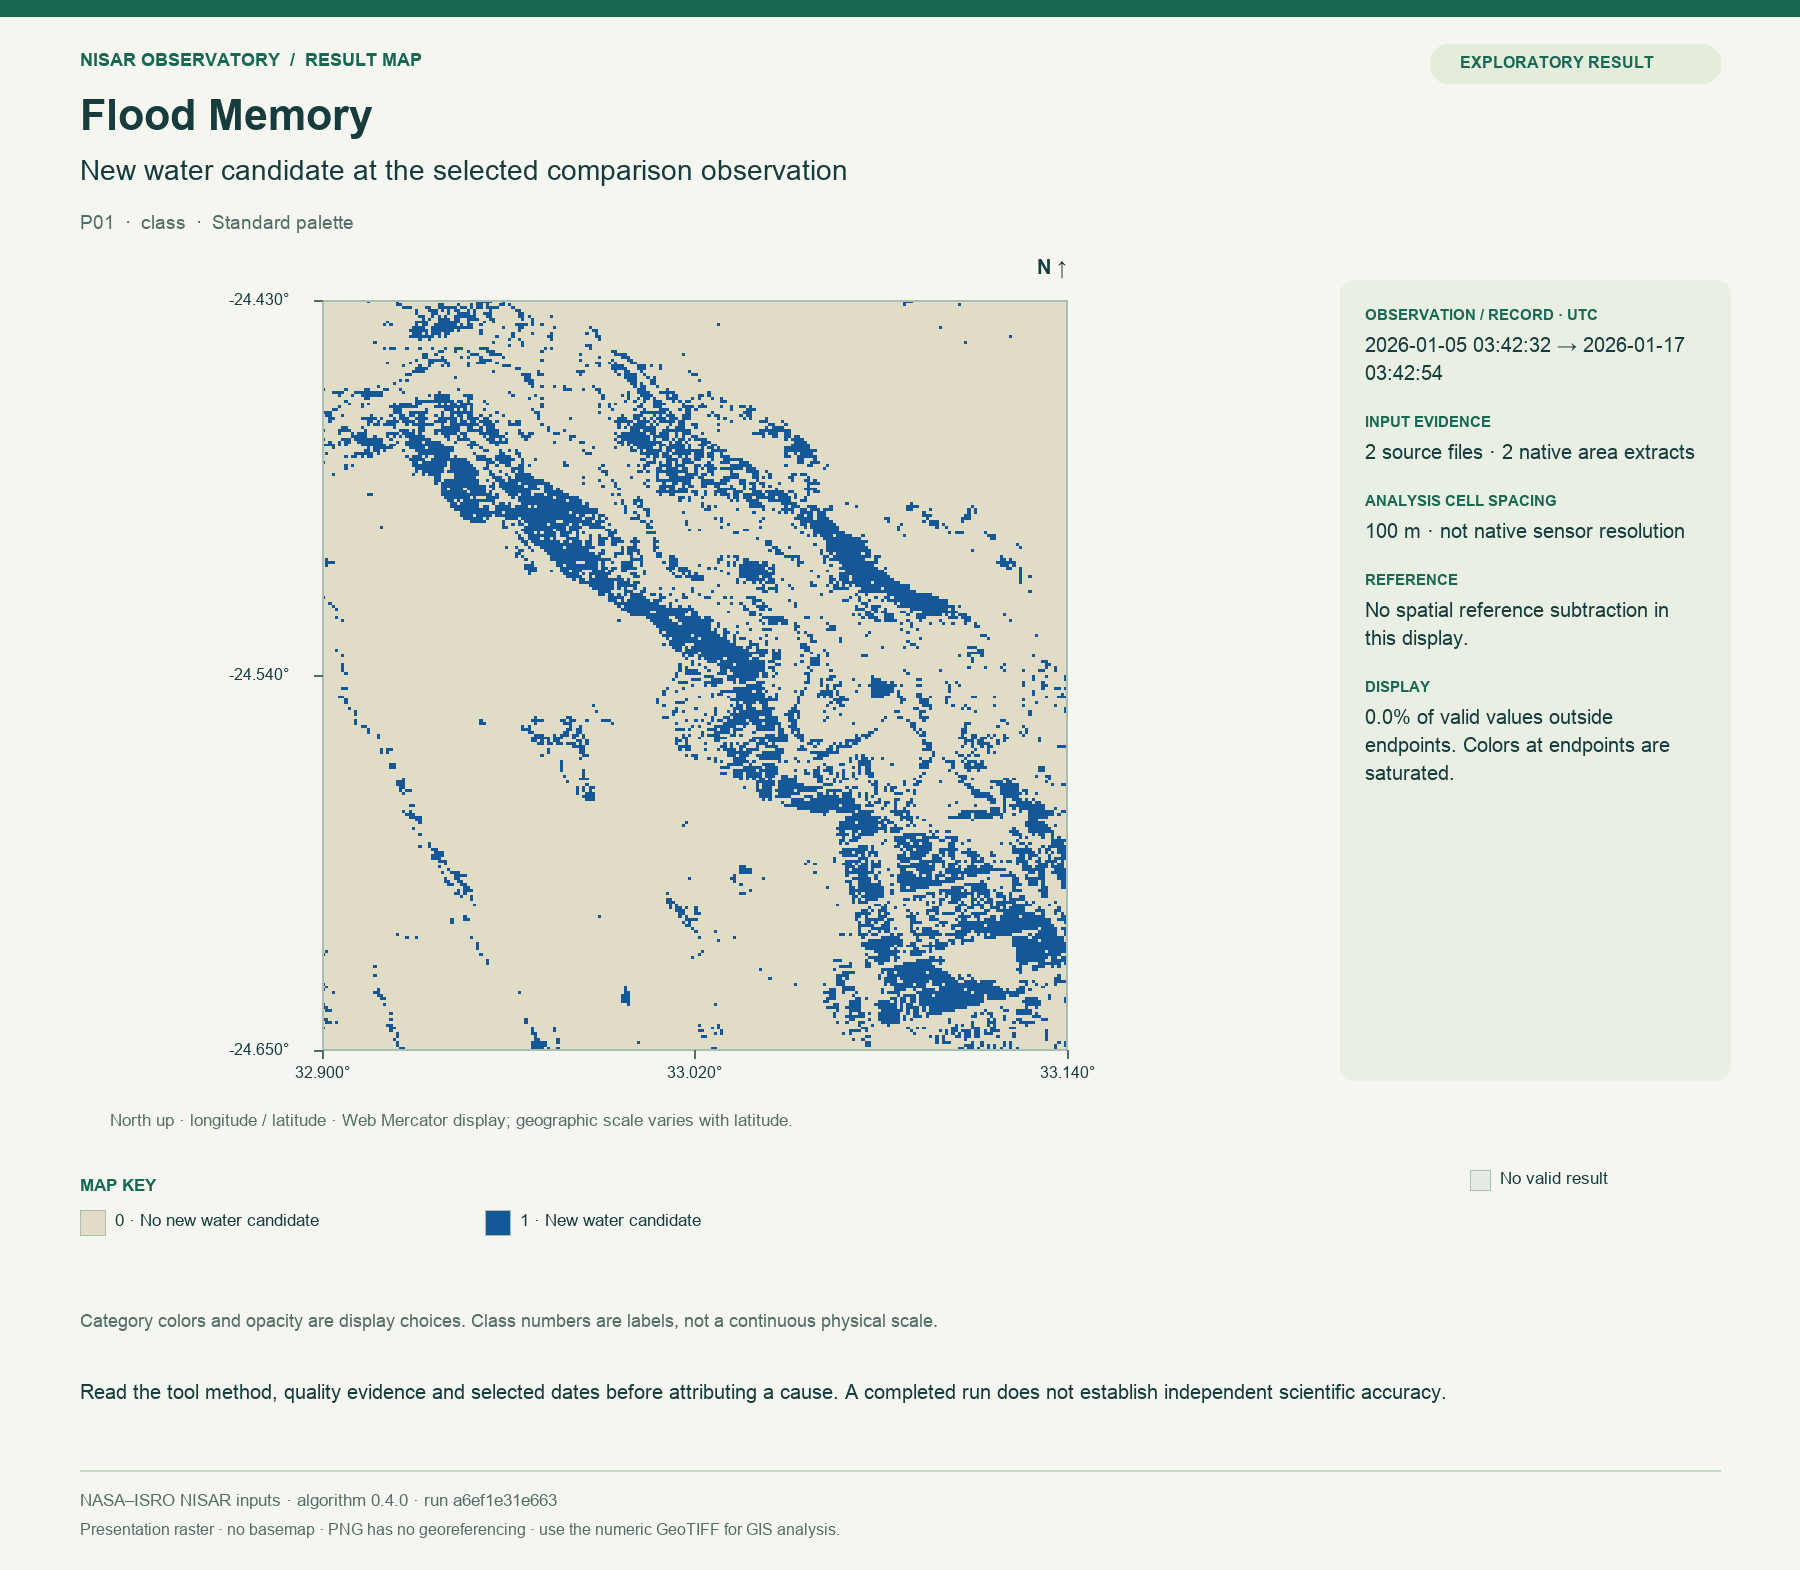 NISAR OBSERVATORY / RESULT MAP
EXPLORATORY RESULT
Flood Memory
New water candidate at the selected comparison observation
P01 · class · Standard palette
N ↑
-24.430°
-24.540°
-24.650°
32.900°
33.020°
33.140°
OBSERVATION / RECORD · UTC
2026-01-05 03:42:32 → 2026-01-17
03:42:54
INPUT EVIDENCE
2 source files · 2 native area extracts
ANALYSIS CELL SPACING
100 m · not native sensor resolution
REFERENCE
No spatial reference subtraction in
this display.
DISPLAY
0.0% of valid values outside
endpoints. Colors at endpoints are
saturated.
North up · longitude / latitude · Web Mercator display; geographic scale varies with latitude.
MAP KEY
No valid result
0 · No new water candidate
1 · New water candidate
Category colors and opacity are display choices. Class numbers are labels, not a continuous physical scale.
Read the tool method, quality evidence and selected dates before attributing a cause. A completed run does not establish independent scientific accuracy.
NASA–ISRO NISAR inputs · algorithm 0.4.0 · run a6ef1e31e663
Presentation raster · no basemap · PNG has no georeferencing · use the numeric GeoTIFF for GIS analysis.